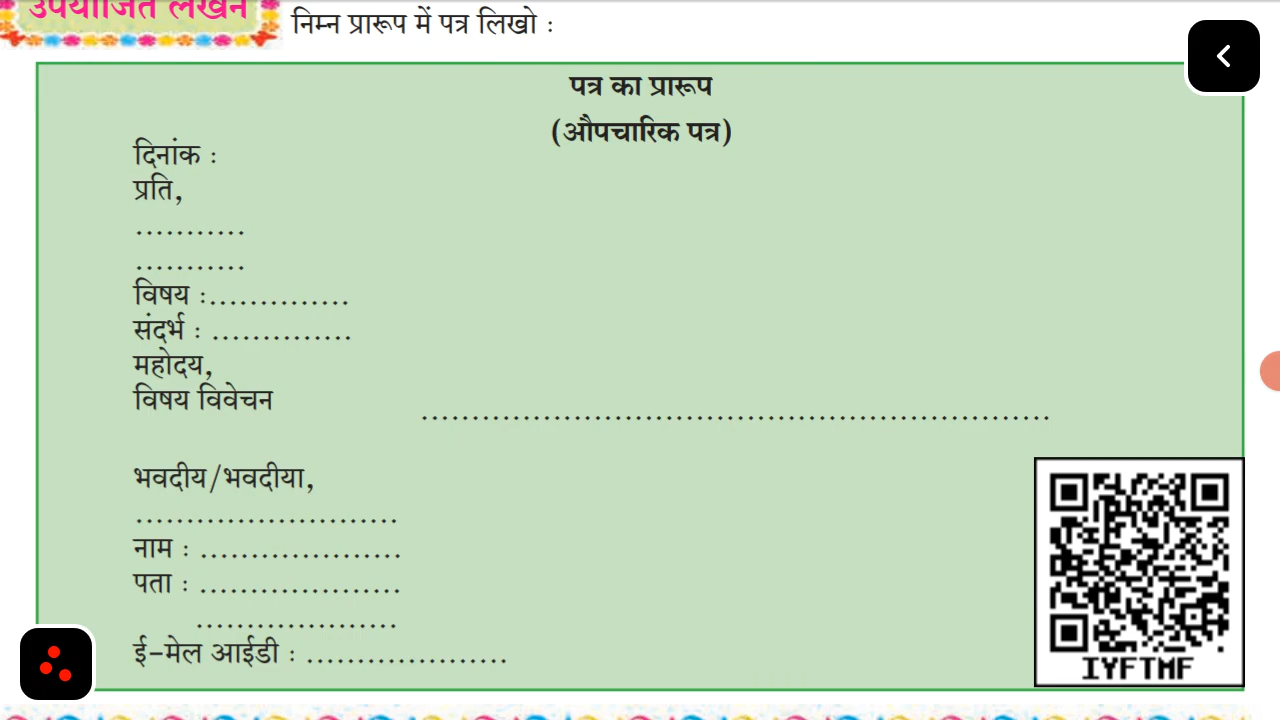 उपयोजित लेखन
निम्न प्रारूप में पत्र लिखो :
पत्र का प्रारूप
(औपचारिक पत्र)
दिनांक :
प्रति,
...........
...........
विषय :..............
संदर्भ : ..............
महोदय,
विषय विवेचन
..............................................................
भवदीय/भवदीया,
..........................
नाम : ....................
पता : ....................
....................
ई-मेल आईडी : ....................
IYFTMF